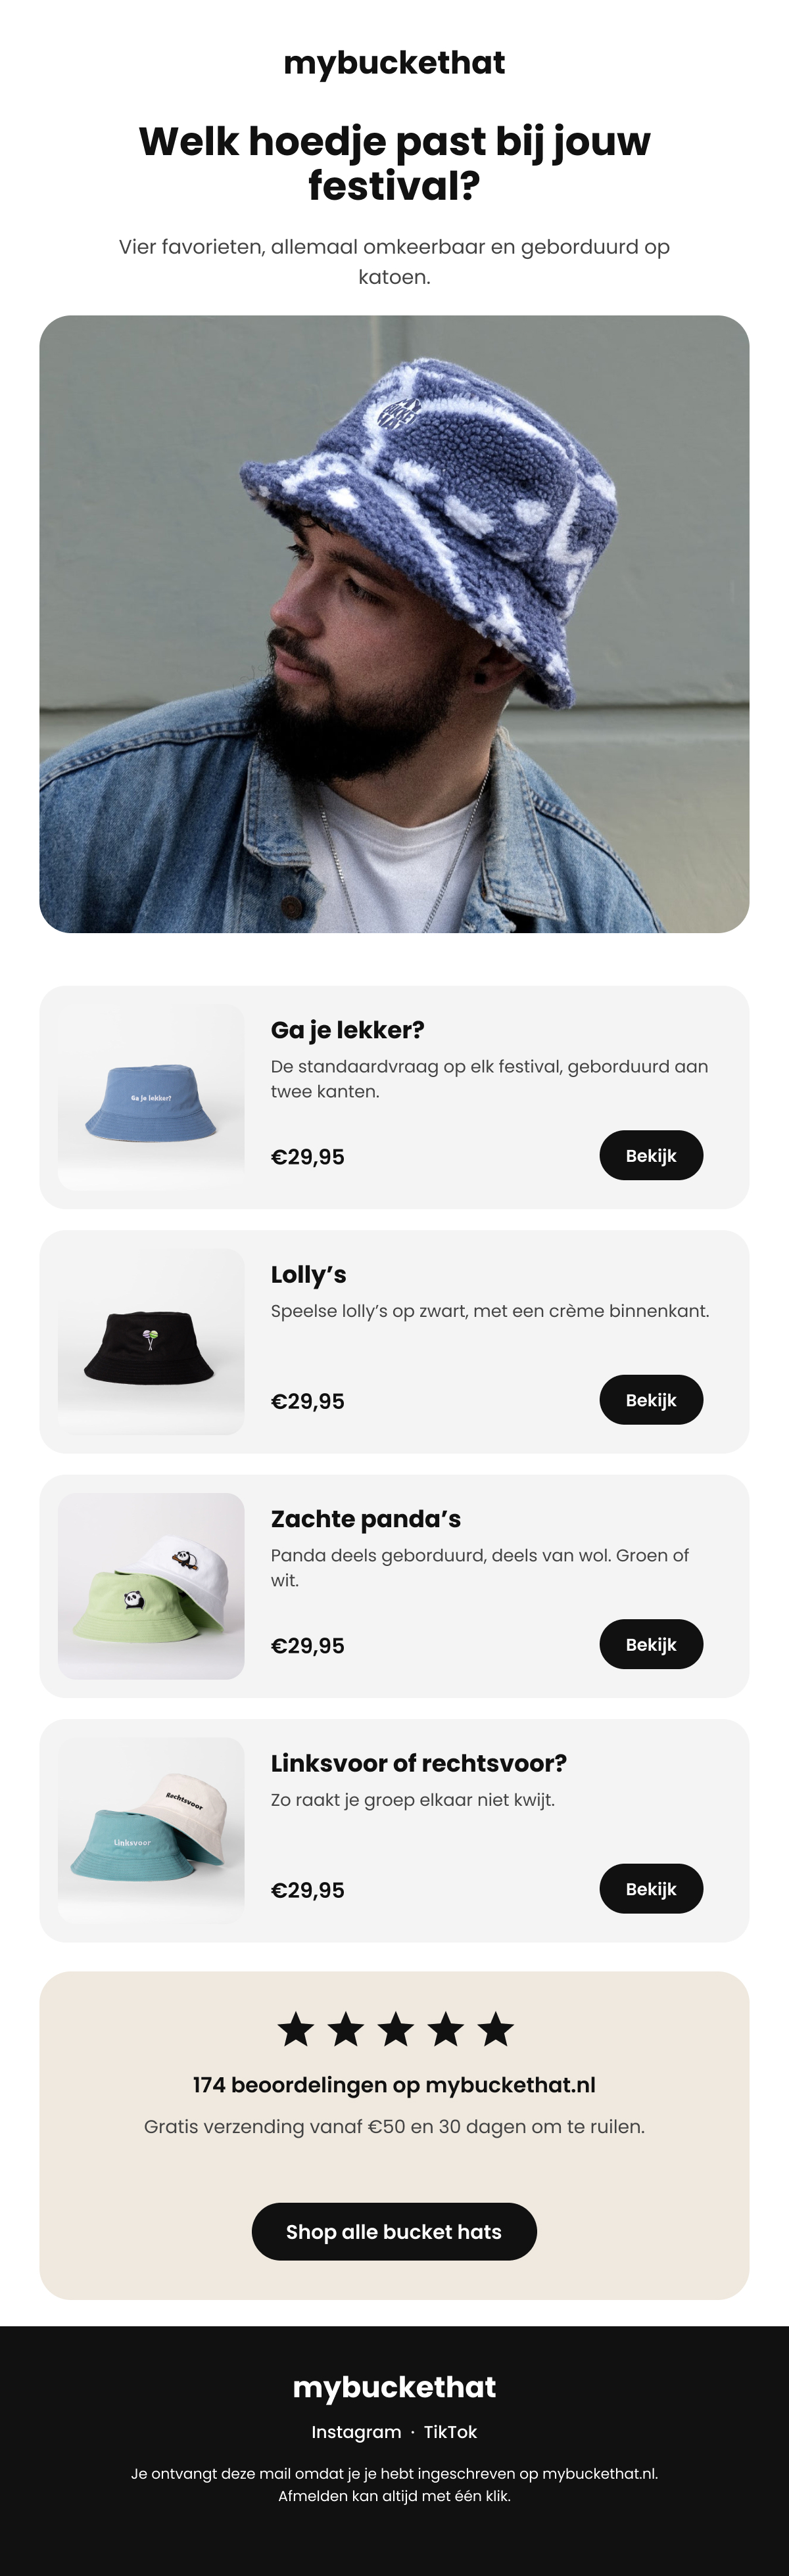 mybuckethat
Welk hoedje past bij jouw
festival?
Vier favorieten, allemaal omkeerbaar en geborduurd op
katoen.
Ga je lekker?
Ga je lekker?
De standaardvraag op elk festival, geborduurd aan
twee kanten.
€29,95
Bekijk
Lolly’s
Speelse lolly’s op zwart, met een crème binnenkant.
€29,95
Bekijk
Zachte panda’s
Panda deels geborduurd, deels van wol. Groen of
wit.
€29,95
Bekijk
Rechtsvoor
Linksvoor
Linksvoor of rechtsvoor?
Zo raakt je groep elkaar niet kwijt.
€29,95
Bekijk
174 beoordelingen op mybuckethat.nl
Gratis verzending vanaf €50 en 30 dagen om te ruilen.
Shop alle bucket hats
mybuckethat
Instagram · TikTok
Je ontvangt deze mail omdat je je hebt ingeschreven op mybuckethat.nl.
Afmelden kan altijd met één klik.